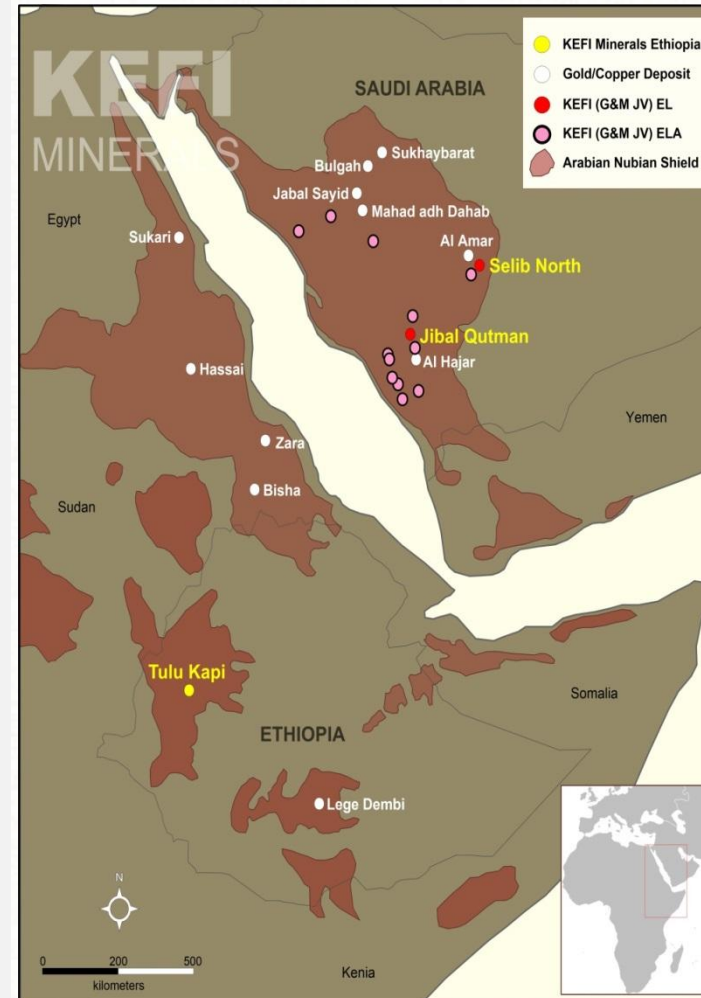 KEFI
MINERALS
SAUDI ARABIA
KEFI Minerals Ethiopia
Gold/Copper Deposit
KEFI (G&M JV) EL
KEFI (G&M JV) ELA
Arabian Nubian Shield
Sukhaybarat
Bulgah
Jabal Sayid
Mahad adh Dahab
Egypt
Sukari
Al Amar
Selib North
Jibal Qutman
Al Hajar
Hassai
Yemen
Zara
Bisha
Sudan
Tulu Kapi
Somalia
ETHIOPIA
Lege Dembi
N
0 200 500
kilometers
Kenia